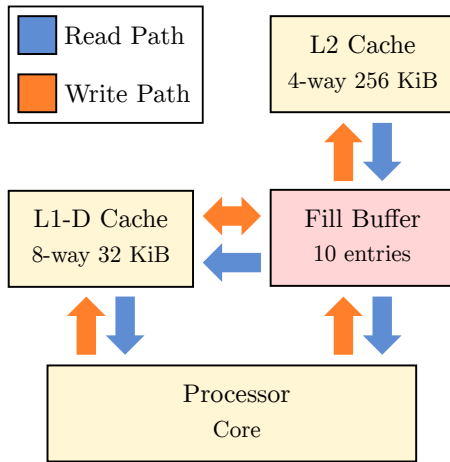 Read Path
Write Path
L2 Cache
4-way 256 KiB
L1-D Cache
8-way 32 KiB
Fill Buffer
10 entries
Processor
Core